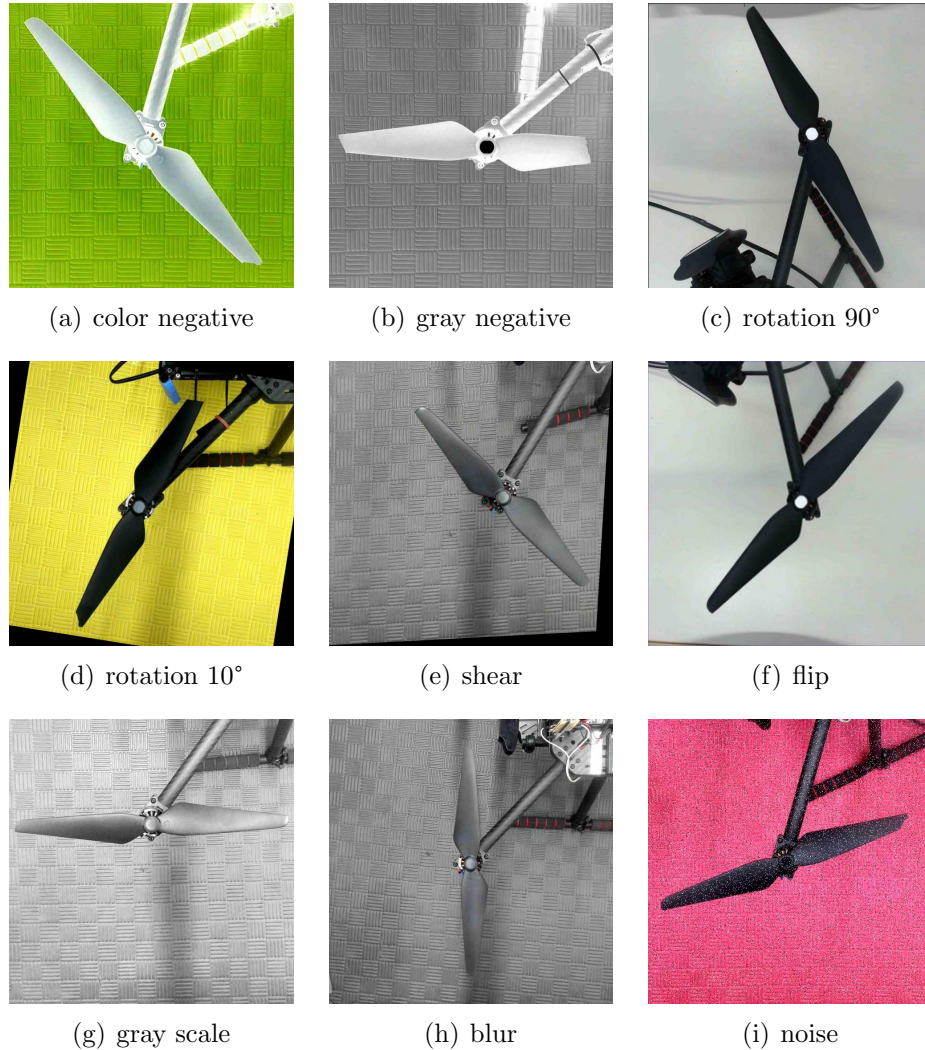 (a) color negative
(b) gray negative
(c) rotation 90°
(d) rotation 10°
(e) shear
(f) flip
(g) gray scale
(h) blur
(i) noise